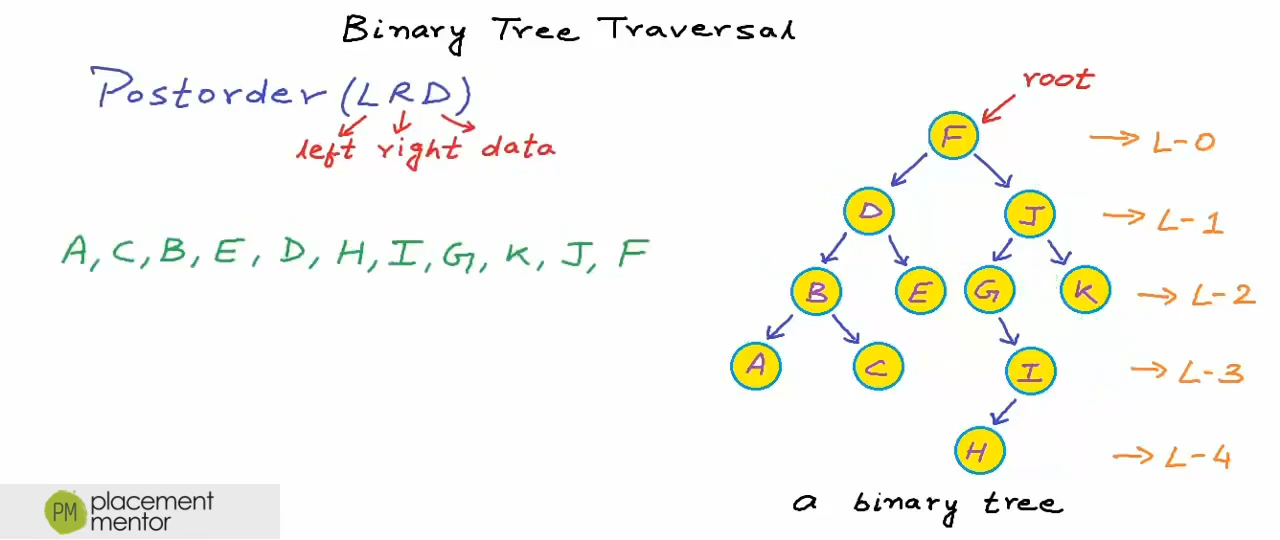 Binary Tree Traversal
Postorder (LRD)
left right data
A, C, B, E, D, H, I, G, K, J, F
root
F
→ L-0
D
J
→ L-1
B
E
G
K
→ L-2
A
C
I
→ L-3
H
→ L-4
a binary tree
PM
placement
mentor